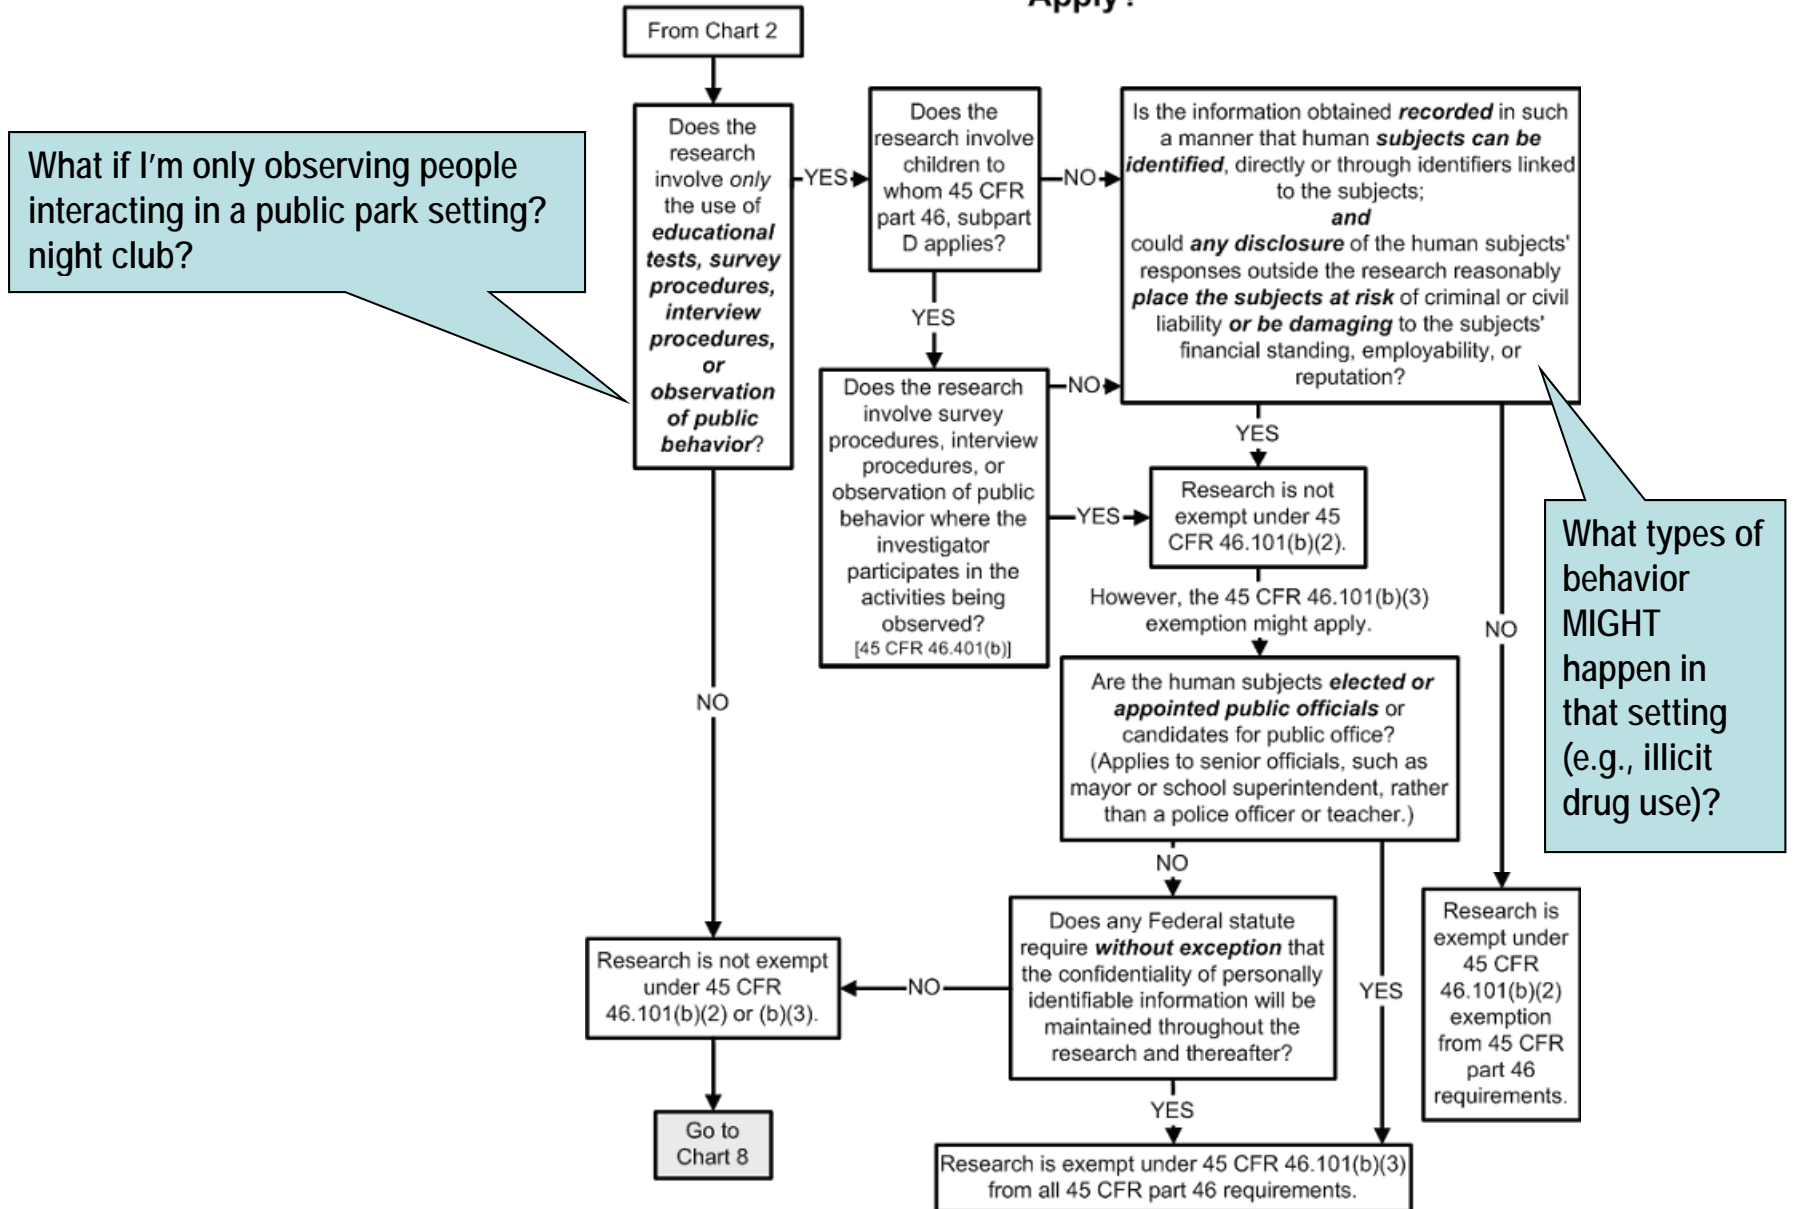 Apply?
From Chart 2
What if I'm only observing people
interacting in a public park setting?
night club?
Does the
research
involve only
the use of
educational
tests, survey
procedures,
interview
procedures,
or
observation
of public
behavior?
YES
Does the
research involve
children to
whom 45 CFR
part 46, subpart
D applies?
NO
Is the information obtained recorded in such
a manner that human subjects can be
identified, directly or through identifiers linked
to the subjects;
and
could any disclosure of the human subjects'
responses outside the research reasonably
place the subjects at risk of criminal or civil
liability or be damaging to the subjects'
financial standing, employability, or
reputation?
YES
Does the research
involve survey
procedures, interview
procedures, or
observation of public
behavior where the
investigator
participates in the
activities being
observed?
[45 CFR 46.401(b)]
NO
YES
YES
Research is not
exempt under 45
CFR 46.101(b)(2).
However, the 45 CFR 46.101(b)(3)
exemption might apply.
NO
What types of
behavior
MIGHT
happen in
that setting
(e.g., illicit
drug use)?
Are the human subjects elected or
appointed public officials or
candidates for public office?
(Applies to senior officials, such as
mayor or school superintendent, rather
than a police officer or teacher.)
NO
NO
YES
Does any Federal statute
require without exception that
the confidentiality of personally
identifiable information will be
maintained throughout the
research and thereafter?
NO
Research is not exempt
under 45 CFR
46.101(b)(2) or (b)(3).
Research is
exempt under
45 CFR
46.101(b)(2)
exemption
from 45 CFR
part 46
requirements.
YES
Go to
Chart 8
Research is exempt under 45 CFR 46.101(b)(3)
from all 45 CFR part 46 requirements.